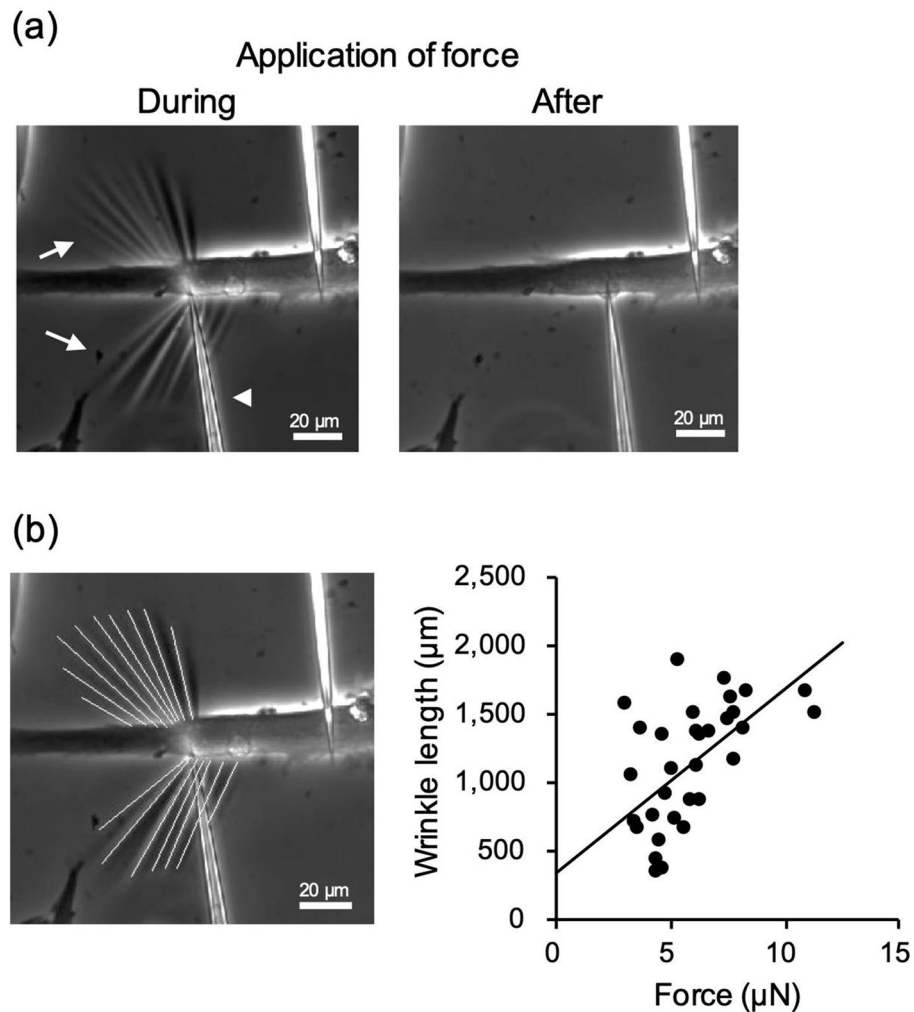 (a)
Application of force
During
After
20 µm
20 µm
(b)
20 µm
Wrinkle length (µm)
2,500
2,000
1,500
1,000
500
0
0 5 10 15
Force (µN)